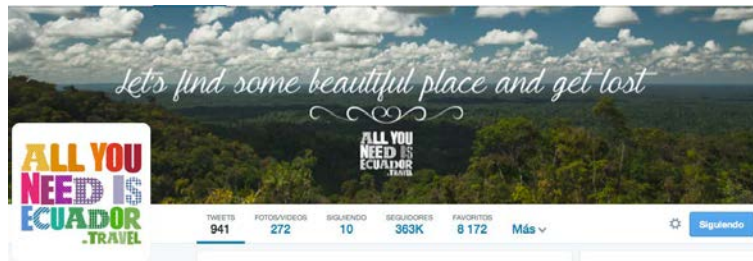 Let's find some beautiful place and get lost
ALL YOU
NEED IS
ECUADOR
.TRAVEL
ALL YOU
NEED IS
ECUADOR
.TRAVEL
TWEETS FOTOS/VÍDEOS SIGUIENDO SEGUIDORES FAVORITOS
941 272 10 363K 8 172 Más Siguiendo